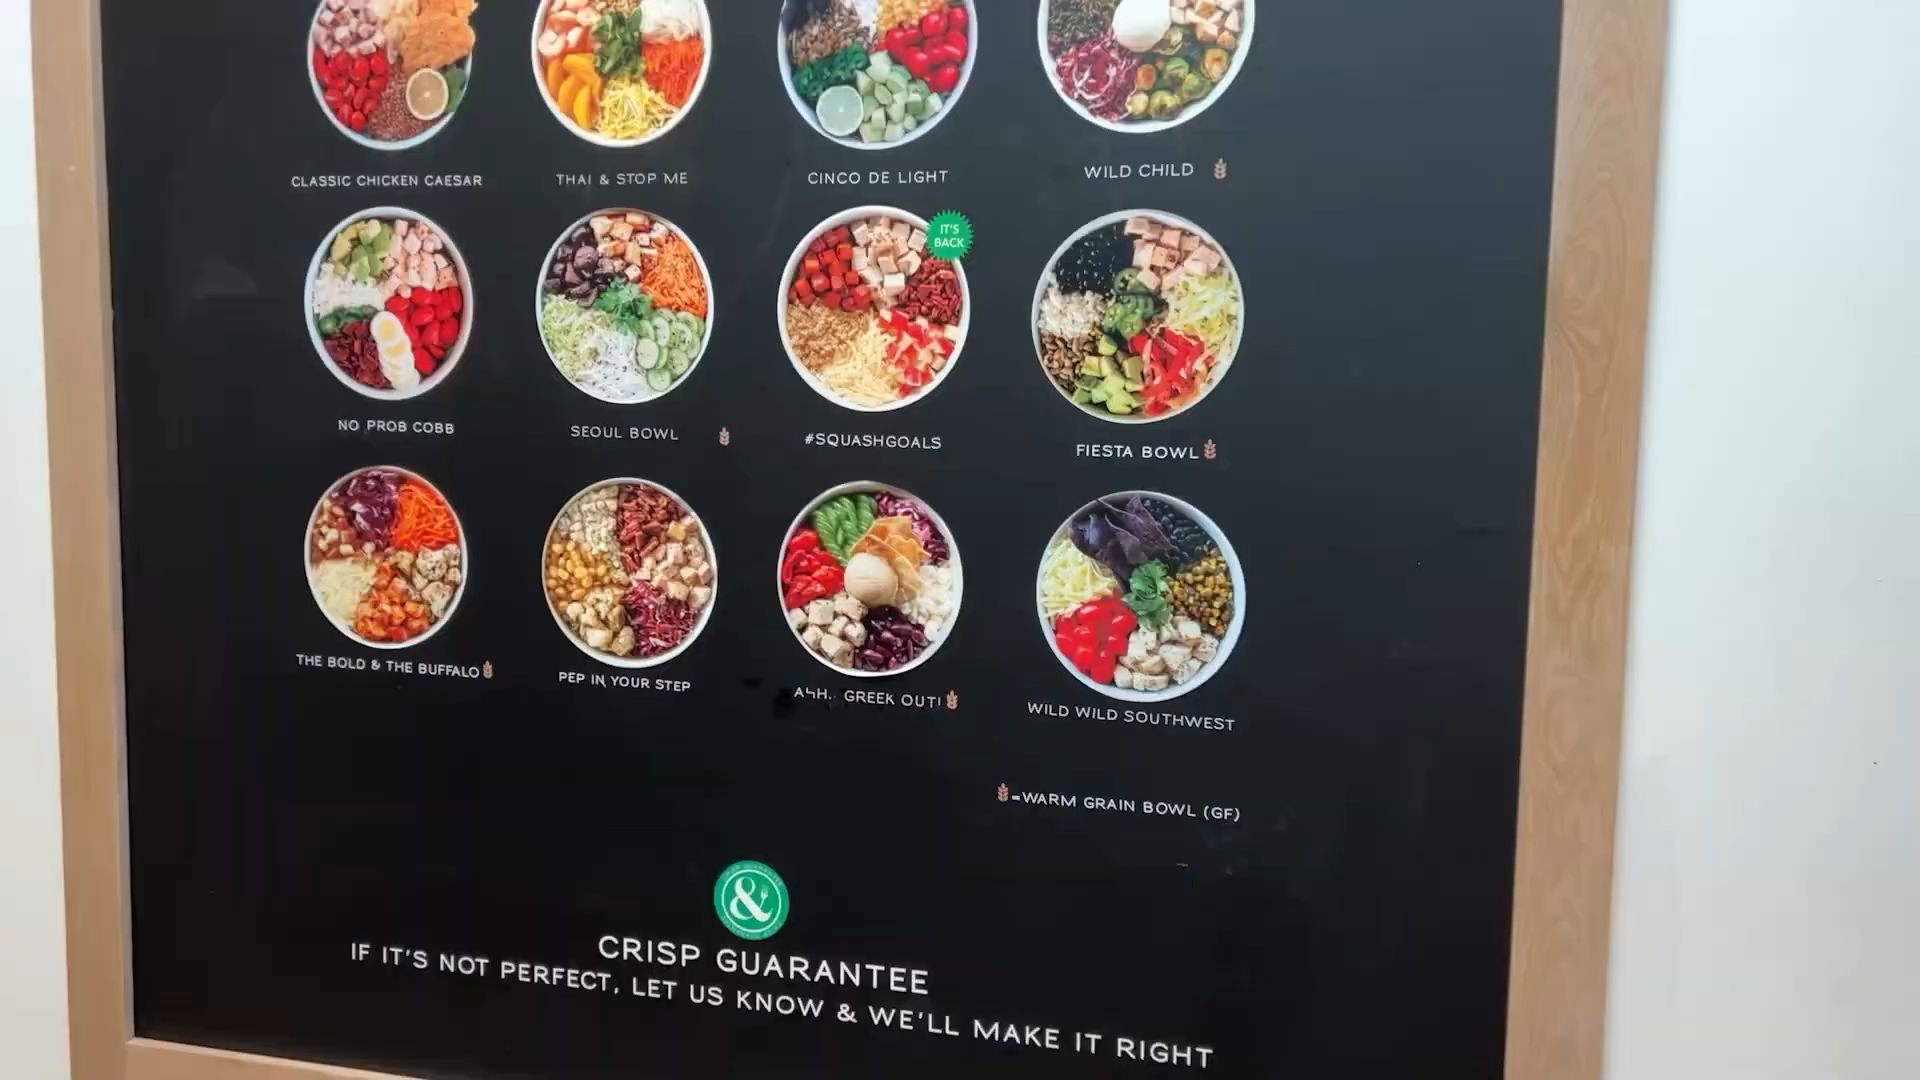 CLASSIC CHICKEN CAESAR
THAI & STOP ME
CINCO DE LIGHT
WILD CHILD
IT'S
BACK
NO PROB COBB
SEOUL BOWL
#SQUASHGOALS
FIESTA BOWL
THE BOLD & THE BUFFALO
PEP IN YOUR STEP
GREEK OUT!
WILD WILD SOUTHWEST
=WARM GRAIN BOWL (GF)
&
CRISP GUARANTEE
IF IT'S NOT PERFECT, LET US KNOW & WE'LL MAKE IT RIGHT